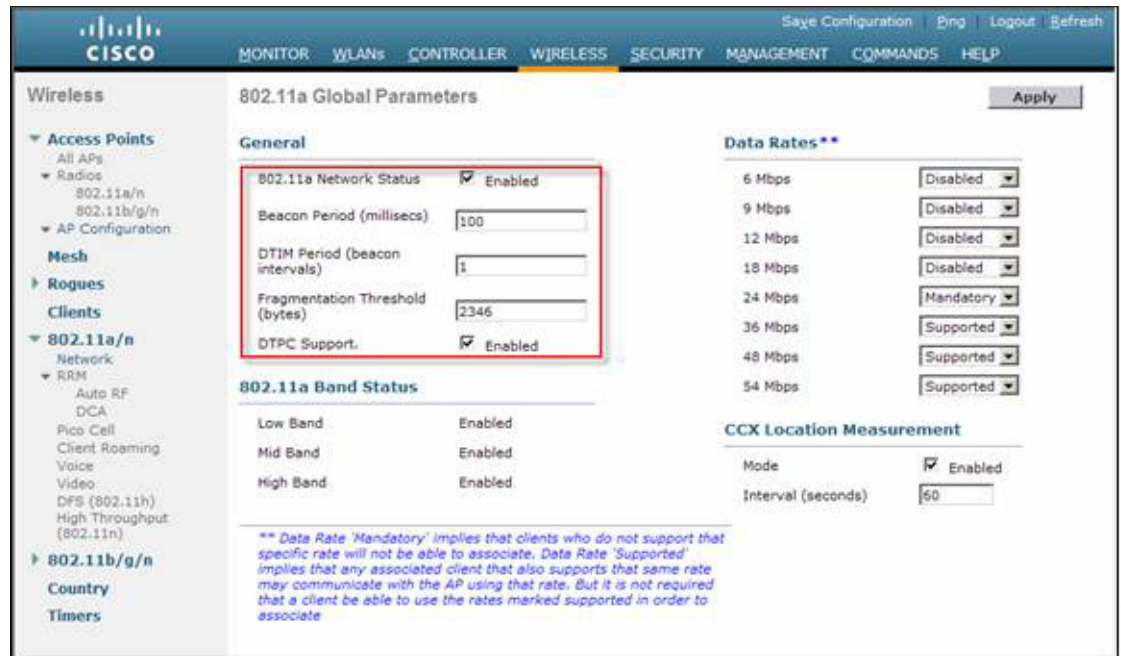 Save Configuration | Ping | Logout | Refresh
CISCO
MONITOR WLANs CONTROLLER WIRELESS SECURITY MANAGEMENT COMMANDS HELP
Wireless
Access Points
All APs
Radios
802.11a/n
802.11b/g/n
AP Configuration
Mesh
Rogues
Clients
802.11a/n
Network
RRM
Auto RF
DCA
Pico Cell
Client Roaming
Voice
Video
DFS (802.11h)
High Throughput
(802.11n)
802.11b/g/n
Country
Timers
802.11a Global Parameters
Apply
General
802.11a Network Status Enabled
Beacon Period (millisecs) 100
DTIM Period (beacon
intervals) 1
Fragmentation Threshold
(bytes) 2346
DTPC Support. Enabled
802.11a Band Status
Low Band Enabled
Mid Band Enabled
High Band Enabled
Data Rates**
6 Mbps Disabled
9 Mbps Disabled
12 Mbps Disabled
18 Mbps Disabled
24 Mbps Mandatory
36 Mbps Supported
48 Mbps Supported
54 Mbps Supported
CCX Location Measurement
Mode Enabled
Interval (seconds) 60
** Data Rate 'Mandatory' implies that clients who do not support that
specific rate will not be able to associate. Data Rate 'Supported'
implies that any associated client that also supports that same rate
may communicate with the AP using that rate. But it is not required
that a client be able to use the rates marked supported in order to
associate